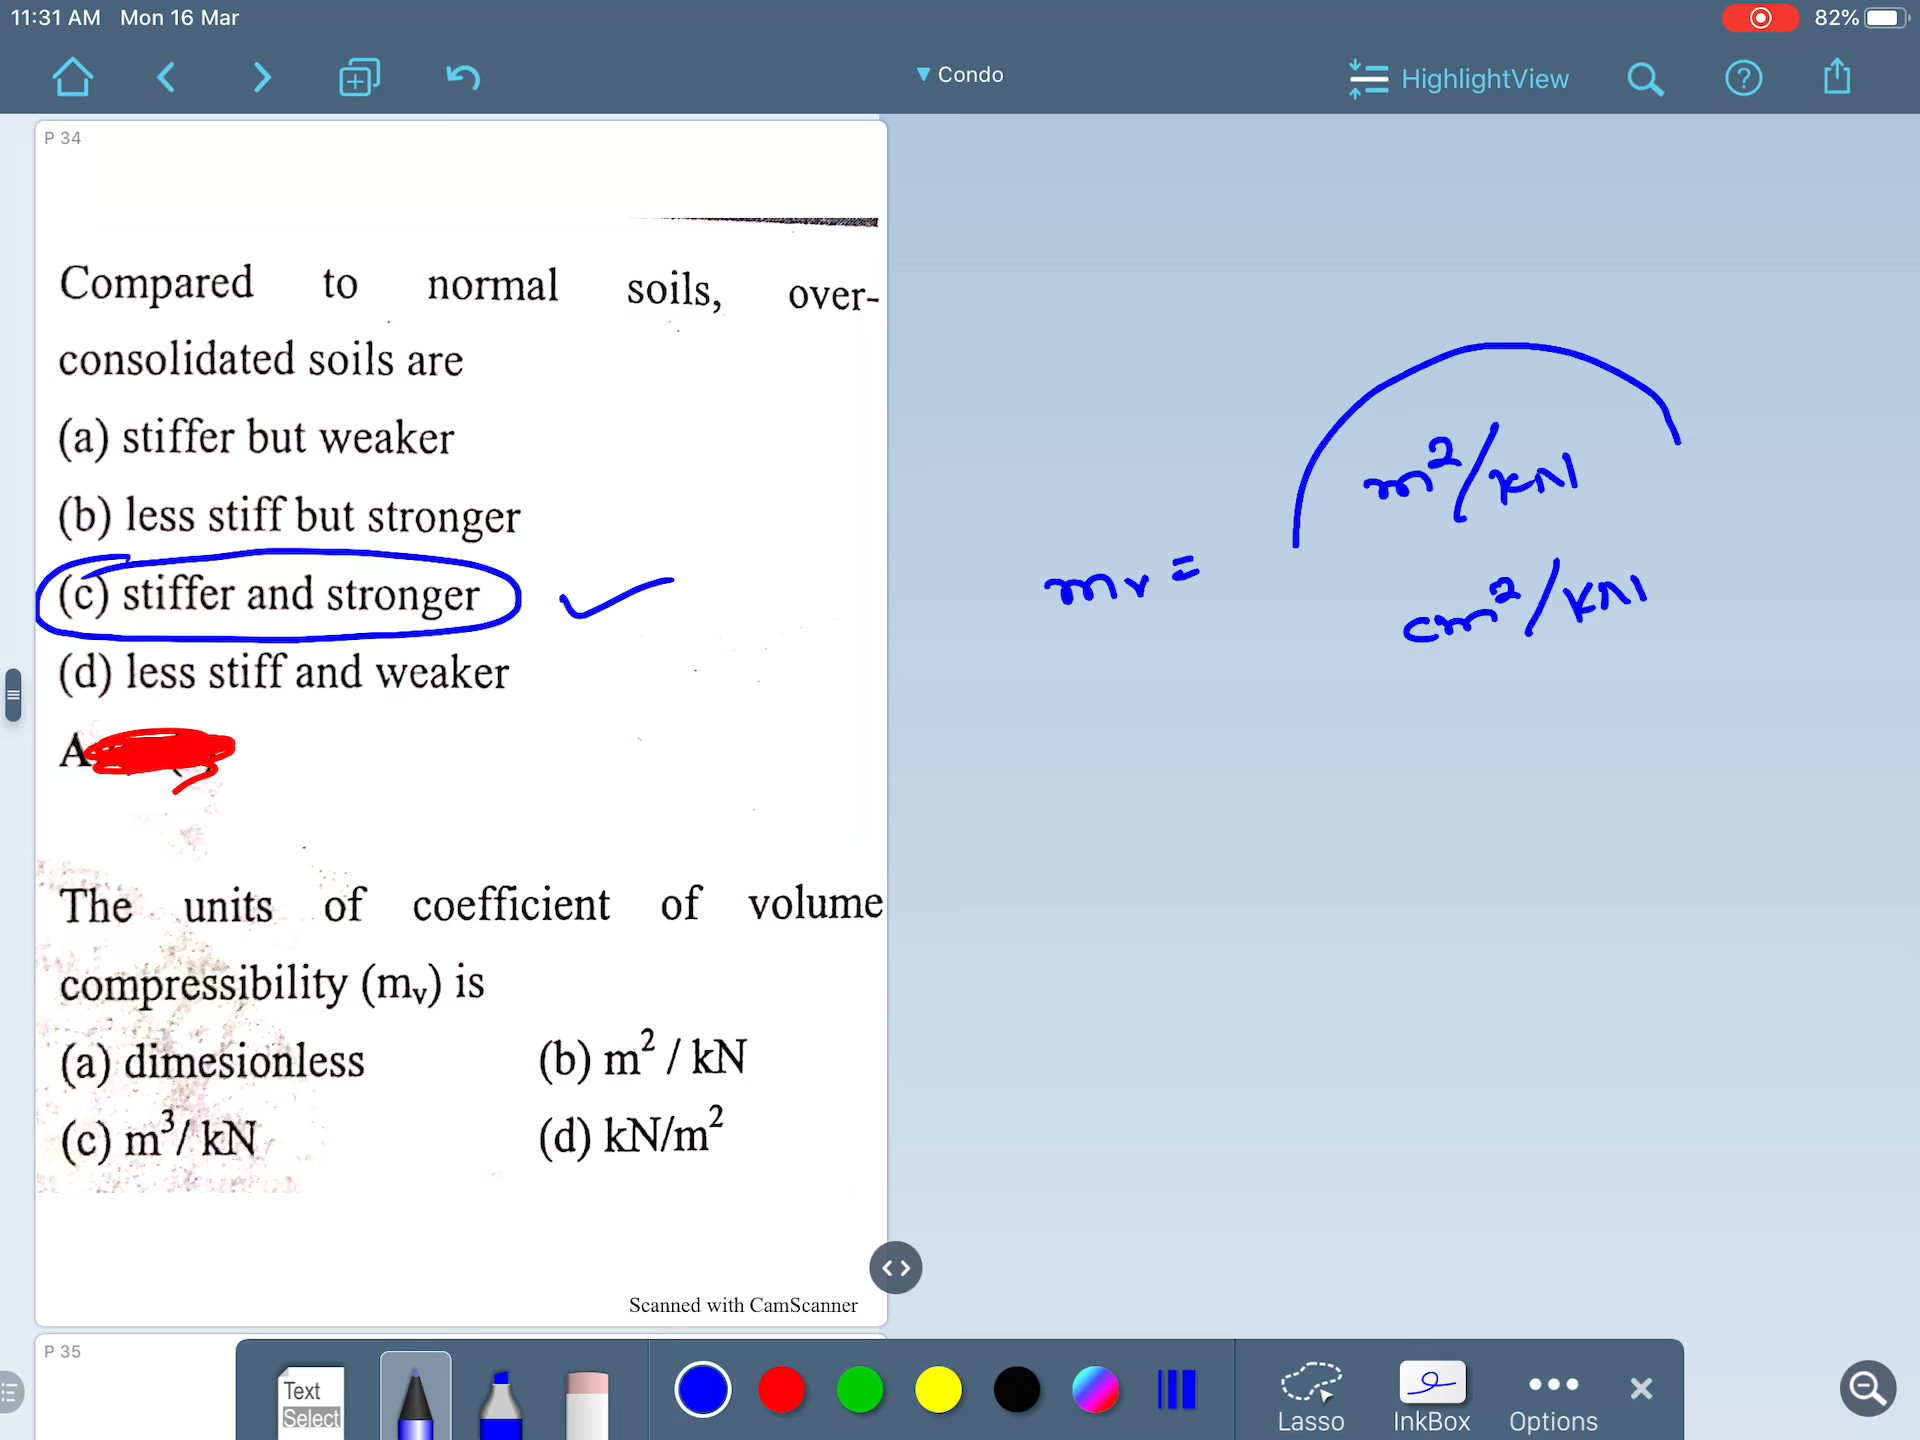 11:31 AM Mon 16 Mar
82%
▼ Condo
HighlightView
P 34
Compared to normal soils, over-
consolidated soils are
(a) stiffer but weaker
(b) less stiff but stronger
(c) stiffer and stronger
(d) less stiff and weaker
A
The units of coefficient of volume
compressibility (mᵥ) is
(a) dimesionless (b) m² / kN
(c) m³/ kN (d) kN/m²
Scanned with CamScanner
m²/kN
mv =
cm²/kN
P 35
Text
Select
Lasso
InkBox
Options